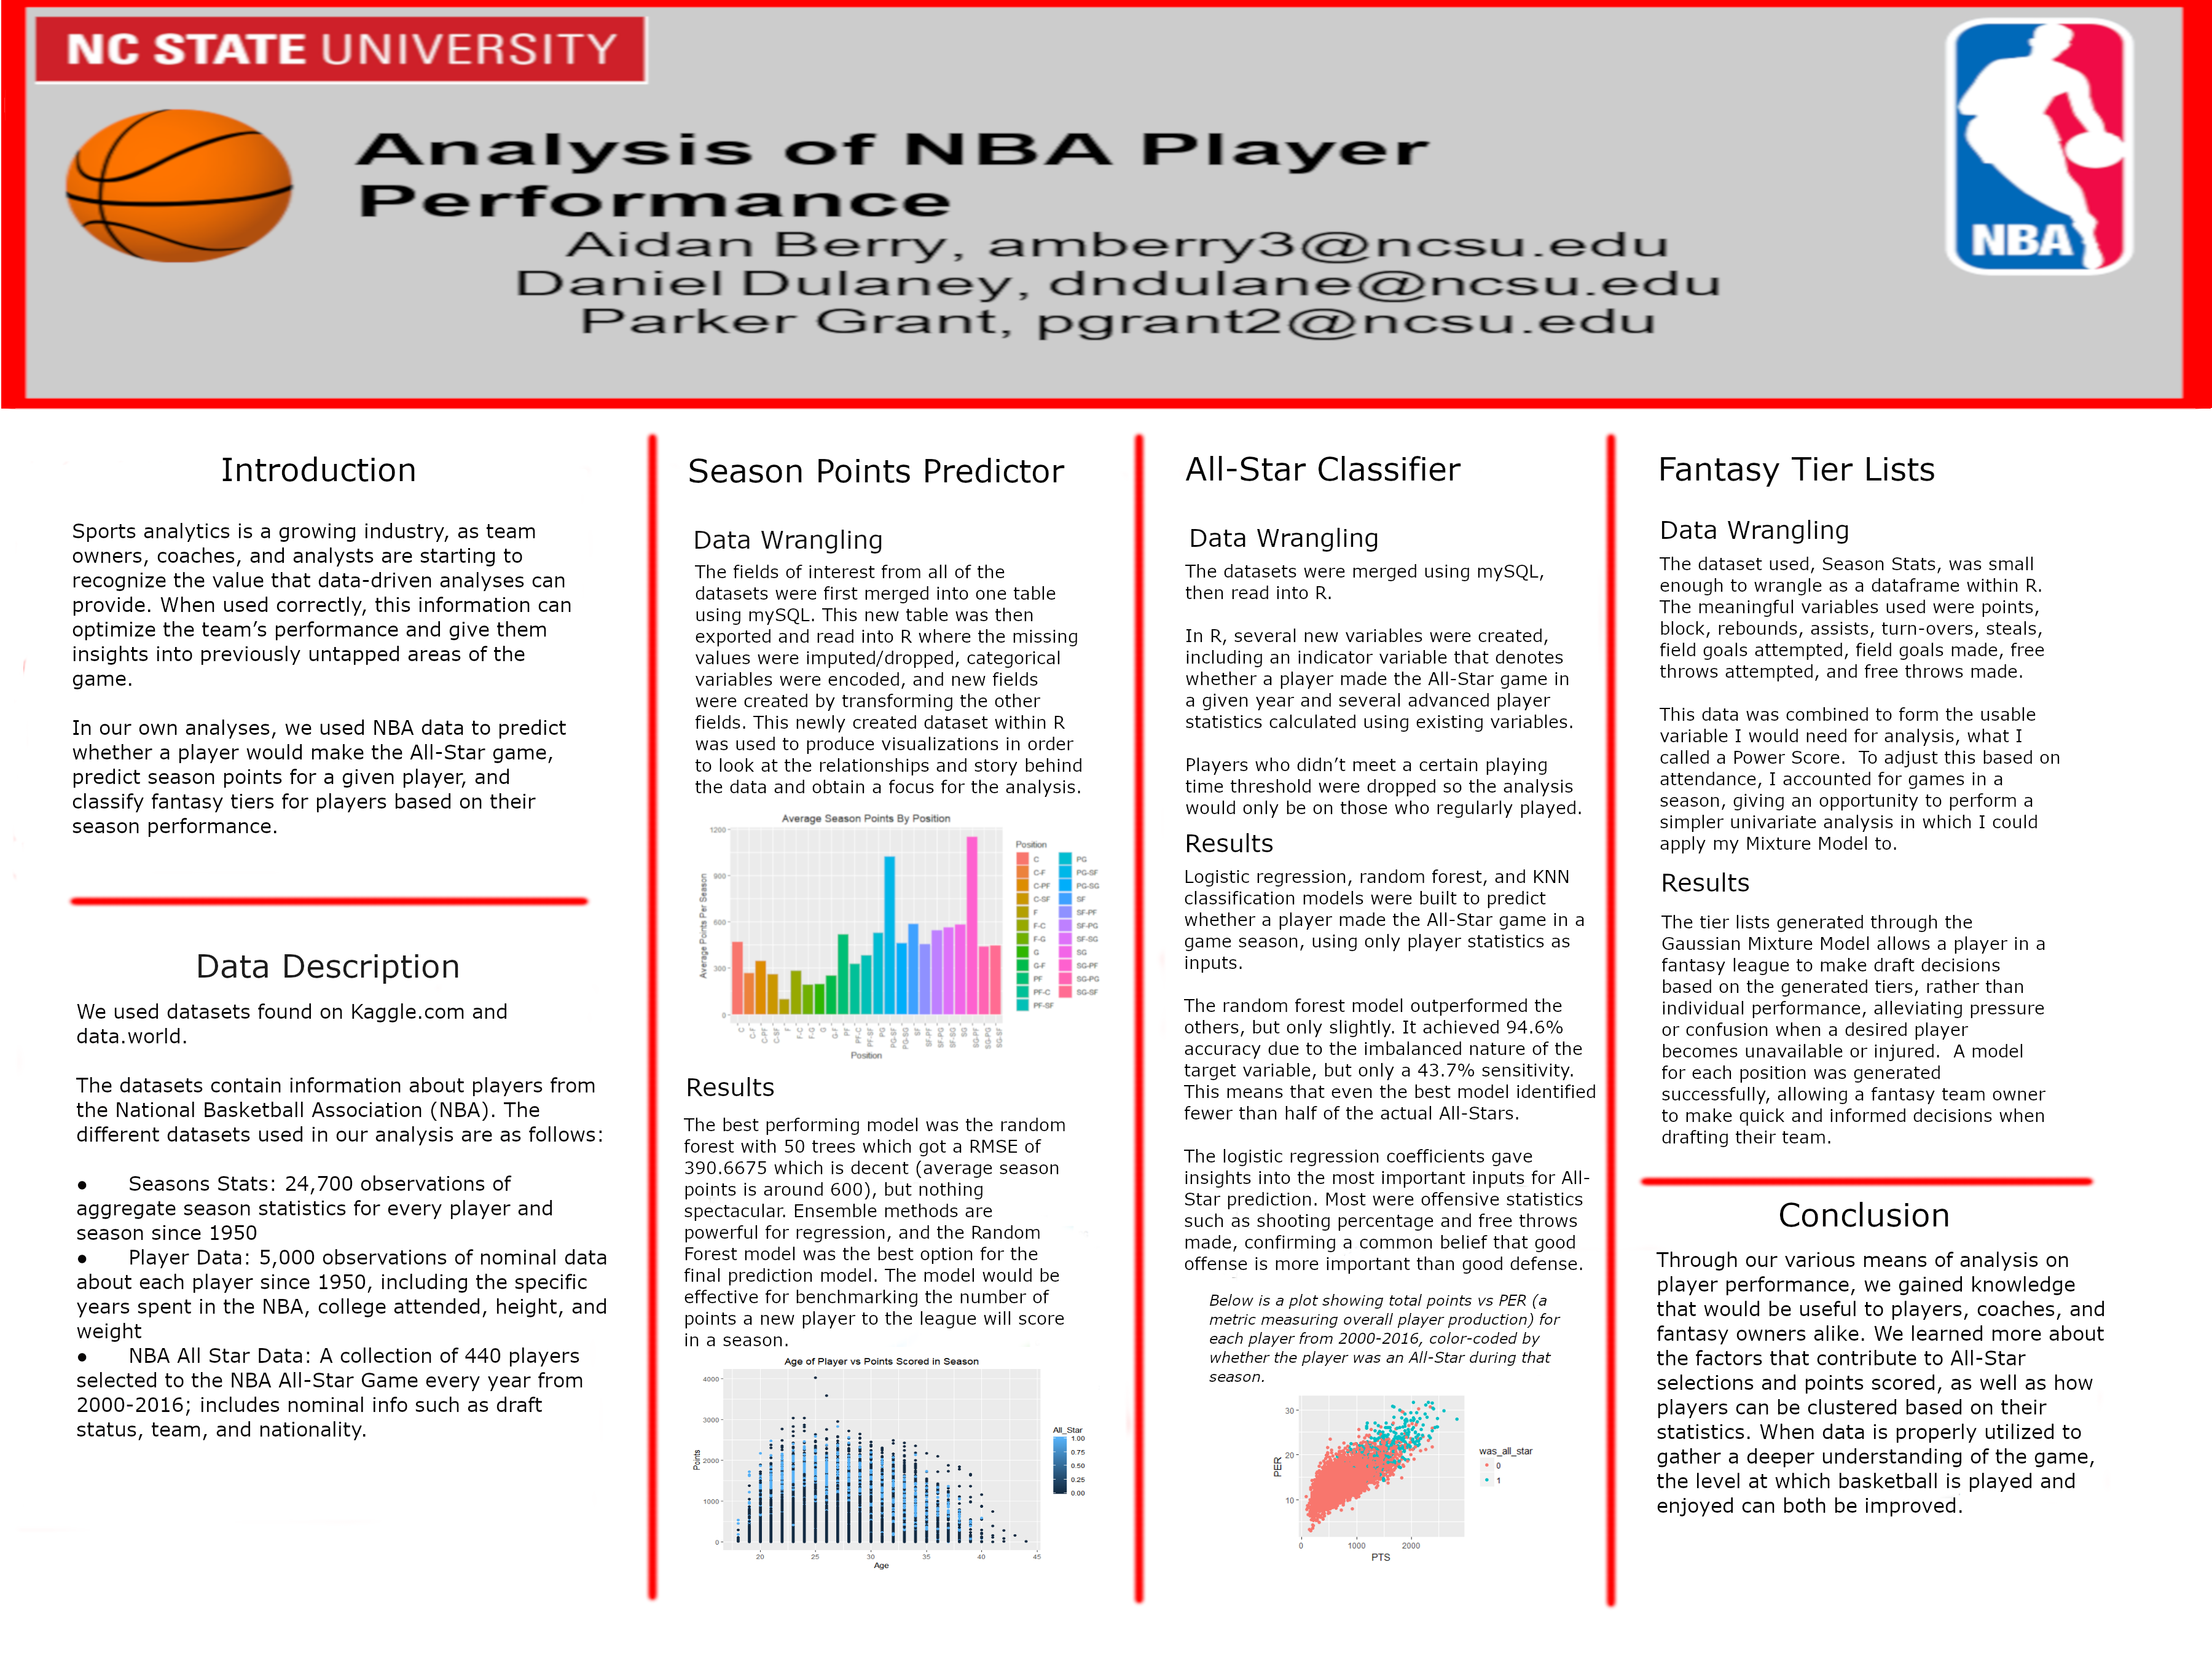 NC STATE UNIVERSITY
Analysis of NBA Player
Performance
Aidan Berry, amberry3@ncsu.edu
Daniel Dulaney, dndulane@ncsu.edu
Parker Grant, pgrant2@ncsu.edu
NBA
Introduction
Sports analytics is a growing industry, as team
owners, coaches, and analysts are starting to
recognize the value that data-driven analyses can
provide. When used correctly, this information can
optimize the team's performance and give them
insights into previously untapped areas of the
game.
In our own analyses, we used NBA data to predict
whether a player would make the All-Star game,
predict season points for a given player, and
classify fantasy tiers for players based on their
season performance.
Data Description
We used datasets found on Kaggle.com and
data.world.
The datasets contain information about players from
the National Basketball Association (NBA). The
different datasets used in our analysis are as follows:
● Seasons Stats: 24,700 observations of
aggregate season statistics for every player and
season since 1950
● Player Data: 5,000 observations of nominal data
about each player since 1950, including the specific
years spent in the NBA, college attended, height, and
weight
● NBA All Star Data: A collection of 440 players
selected to the NBA All-Star Game every year from
2000-2016; includes nominal info such as draft
status, team, and nationality.
Season Points Predictor
Data Wrangling
The fields of interest from all of the
datasets were first merged into one table
using mySQL. This new table was then
exported and read into R where the missing
values were imputed/dropped, categorical
variables were encoded, and new fields
were created by transforming the other
fields. This newly created dataset within R
was used to produce visualizations in order
to look at the relationships and story behind
the data and obtain a focus for the analysis.
Average Season Points By Position
Average Points Per Season
1200
900
600
300
0
C
C-F
C-PF
C-SF
F
F-C
F-G
G
G-F
PF
PF-C
PF-SF
PG
PG-SF
PG-SG
SF
SF-PF
SF-PG
SF-SG
SG
SG-PF
SG-PG
SG-SF
Position
Position
C
C-F
C-PF
C-SF
F
F-C
F-G
G
G-F
PF
PF-C
PF-SF
PG
PG-SF
PG-SG
SF
SF-PF
SF-PG
SF-SG
SG
SG-PF
SG-PG
SG-SF
Results
The best performing model was the random
forest with 50 trees which got a RMSE of
390.6675 which is decent (average season
points is around 600), but nothing
spectacular. Ensemble methods are
powerful for regression, and the Random
Forest model was the best option for the
final prediction model. The model would be
effective for benchmarking the number of
points a new player to the league will score
in a season.
Age of Player vs Points Scored in Season
Points
4000
3000
2000
1000
0
20
25
30
35
40
45
Age
All_Star
1.00
0.75
0.50
0.25
0.00
All-Star Classifier
Data Wrangling
The datasets were merged using mySQL,
then read into R.
In R, several new variables were created,
including an indicator variable that denotes
whether a player made the All-Star game in
a given year and several advanced player
statistics calculated using existing variables.
Players who didn't meet a certain playing
time threshold were dropped so the analysis
would only be on those who regularly played.
Results
Logistic regression, random forest, and KNN
classification models were built to predict
whether a player made the All-Star game in a
game season, using only player statistics as
inputs.
The random forest model outperformed the
others, but only slightly. It achieved 94.6%
accuracy due to the imbalanced nature of the
target variable, but only a 43.7% sensitivity.
This means that even the best model identified
fewer than half of the actual All-Stars.
The logistic regression coefficients gave
insights into the most important inputs for All-
Star prediction. Most were offensive statistics
such as shooting percentage and free throws
made, confirming a common belief that good
offense is more important than good defense.
Below is a plot showing total points vs PER (a
metric measuring overall player production) for
each player from 2000-2016, color-coded by
whether the player was an All-Star during that
season.
PER
30
20
10
0
1000
2000
PTS
was_all_star
0
1
Fantasy Tier Lists
Data Wrangling
The dataset used, Season Stats, was small
enough to wrangle as a dataframe within R.
The meaningful variables used were points,
block, rebounds, assists, turn-overs, steals,
field goals attempted, field goals made, free
throws attempted, and free throws made.
This data was combined to form the usable
variable I would need for analysis, what I
called a Power Score.  To adjust this based on
attendance, I accounted for games in a
season, giving an opportunity to perform a
simpler univariate analysis in which I could
apply my Mixture Model to.
Results
The tier lists generated through the
Gaussian Mixture Model allows a player in a
fantasy league to make draft decisions
based on the generated tiers, rather than
individual performance, alleviating pressure
or confusion when a desired player
becomes unavailable or injured.  A model
for each position was generated
successfully, allowing a fantasy team owner
to make quick and informed decisions when
drafting their team.
Conclusion
Through our various means of analysis on
player performance, we gained knowledge
that would be useful to players, coaches, and
fantasy owners alike. We learned more about
the factors that contribute to All-Star
selections and points scored, as well as how
players can be clustered based on their
statistics. When data is properly utilized to
gather a deeper understanding of the game,
the level at which basketball is played and
enjoyed can both be improved.